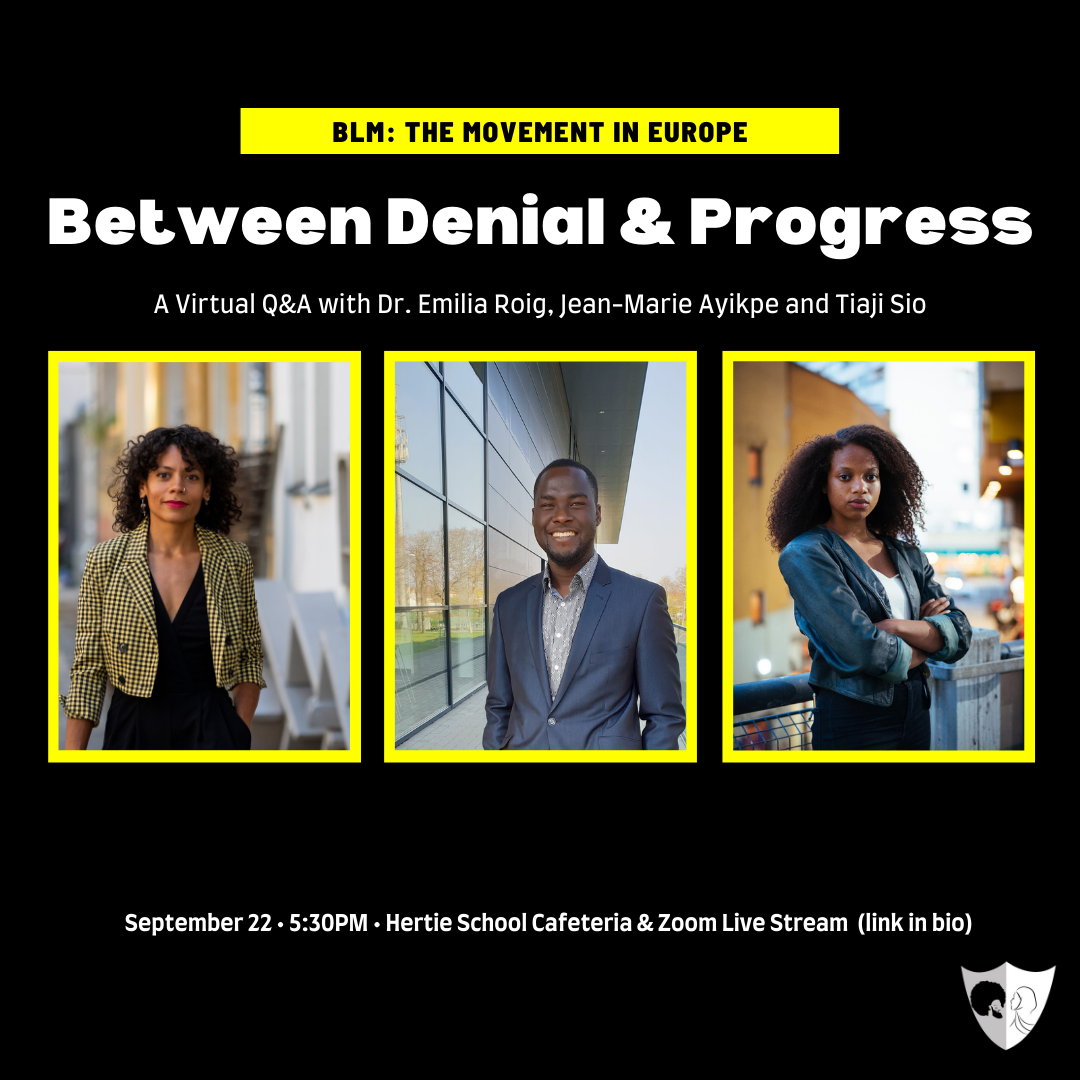 BLM: THE MOVEMENT IN EUROPE
Between Denial & Progress
A Virtual Q&A with Dr. Emilia Roig, Jean-Marie Ayikpe and Tiaji Sio
September 22 • 5:30PM • Hertie School Cafeteria & Zoom Live Stream (link in bio)